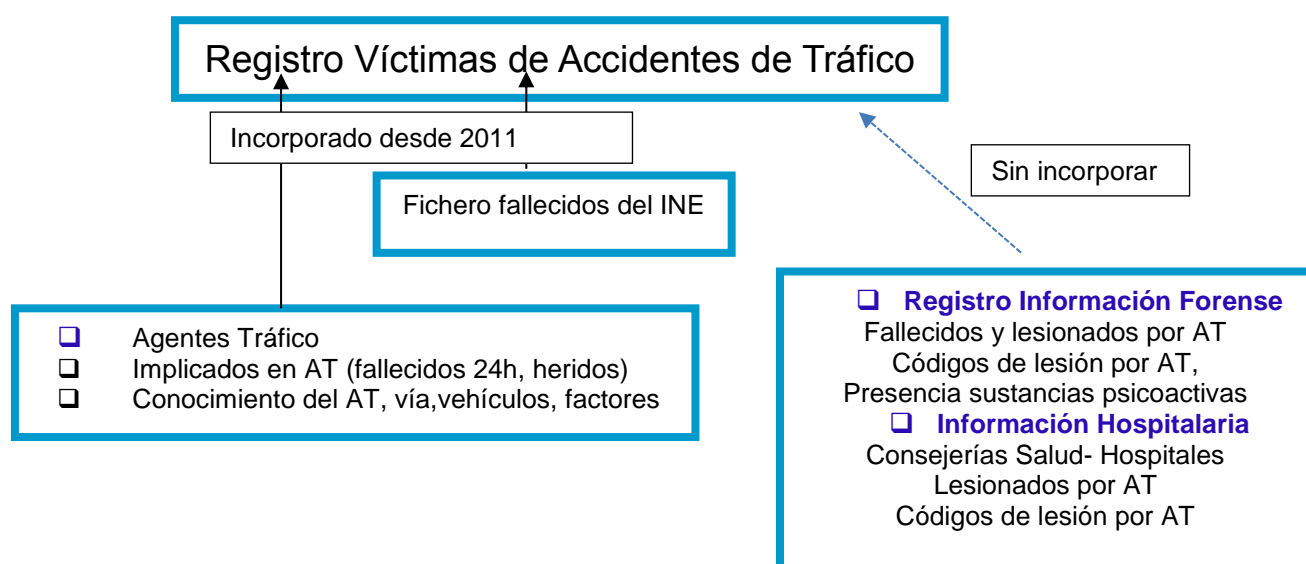 Registro Víctimas de Accidentes de Tráfico
Incorporado desde 2011
Sin incorporar
Fichero fallecidos del INE
Agentes Tráfico
Implicados en AT (fallecidos 24h, heridos)
Conocimiento del AT, vía,vehículos, factores
Registro Información Forense
Fallecidos y lesionados por AT
Códigos de lesión por AT,
Presencia sustancias psicoactivas
Información Hospitalaria
Consejerías Salud- Hospitales
Lesionados por AT
Códigos de lesión por AT